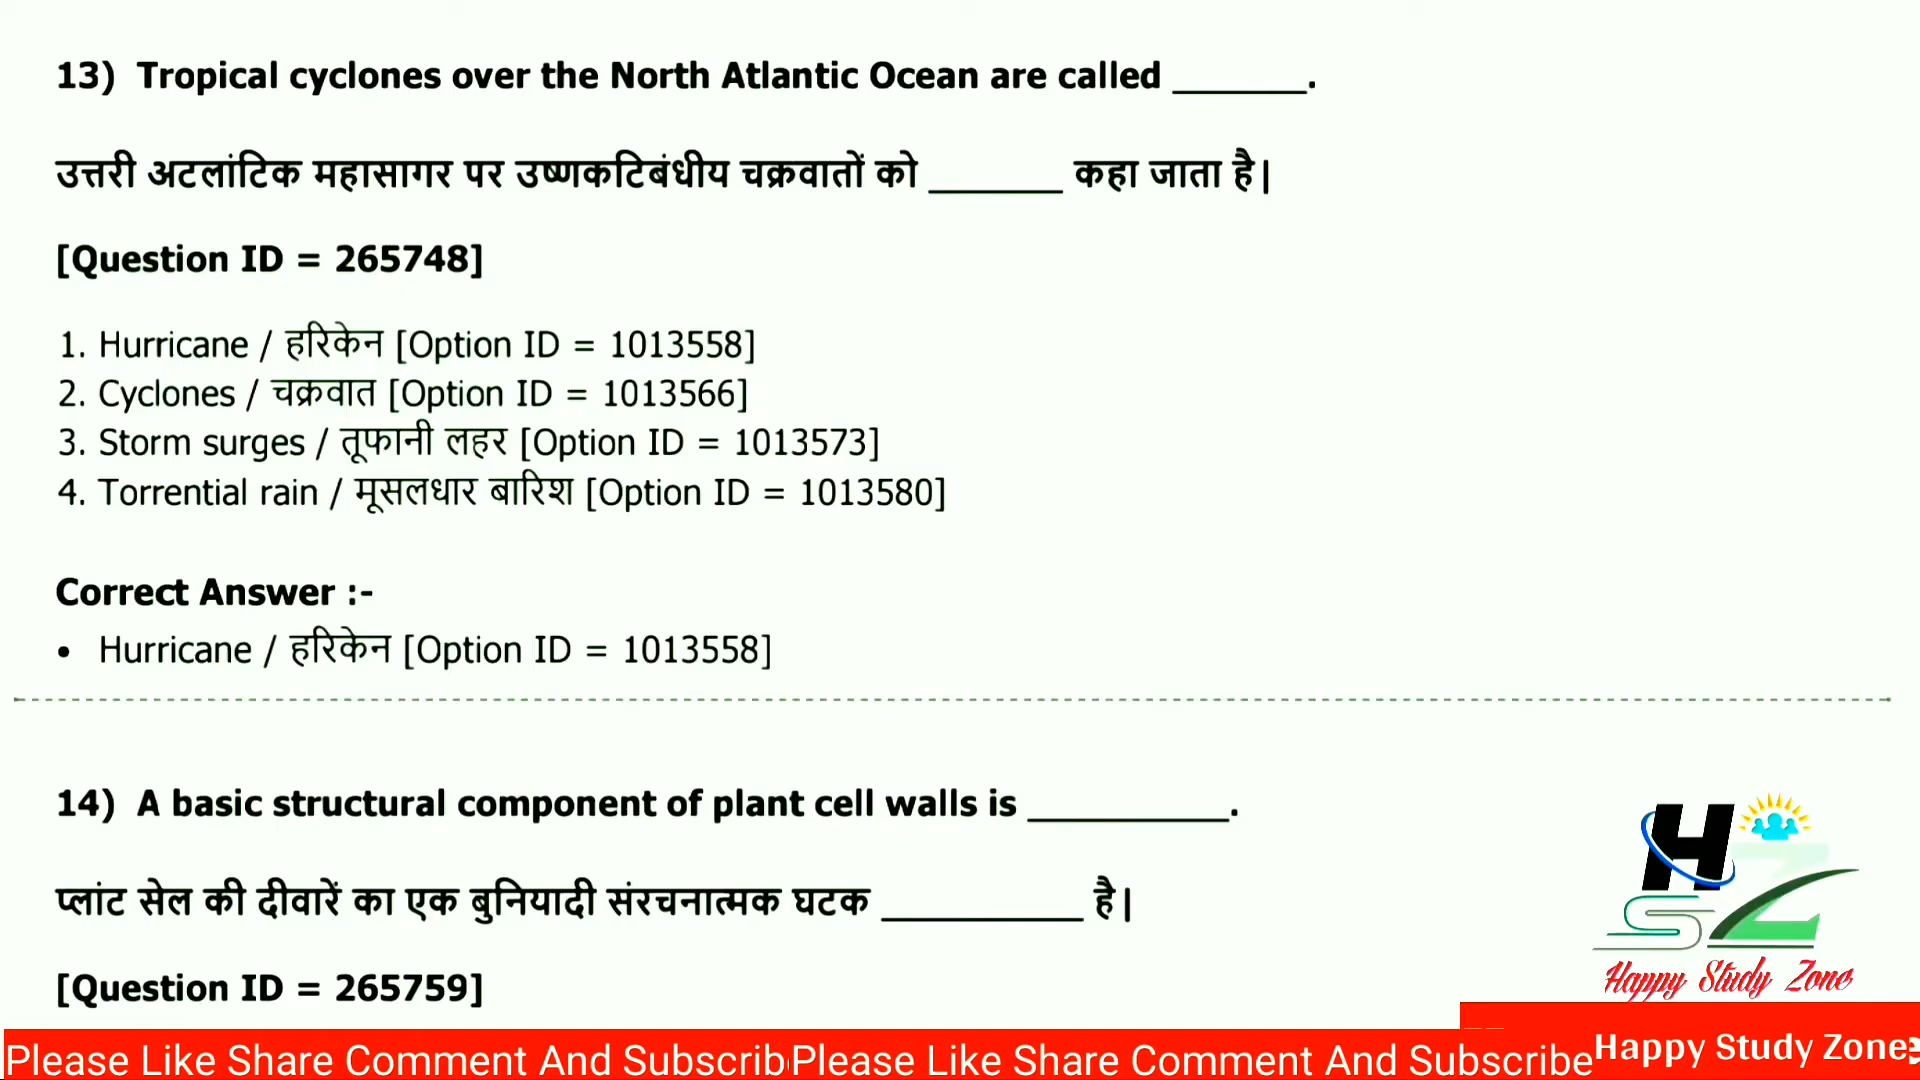 13) Tropical cyclones over the North Atlantic Ocean are called _______.
उत्तरी अटलांटिक महासागर पर उष्णकटिबंधीय चक्रवातों को _______ कहा जाता है|
[Question ID = 265748]
1. Hurricane / हरिकेन [Option ID = 1013558]
2. Cyclones / चक्रवात [Option ID = 1013566]
3. Storm surges / तूफानी लहर [Option ID = 1013573]
4. Torrential rain / मूसलधार बारिश [Option ID = 1013580]
Correct Answer :-
• Hurricane / हरिकेन [Option ID = 1013558]
14) A basic structural component of plant cell walls is ___________.
प्लांट सेल की दीवारें का एक बुनियादी संरचनात्मक घटक ___________ है|
[Question ID = 265759]
HSZ
Happy Study Zone
Please Like Share Comment And Subscrib Please Like Share Comment And Subscribe Happy Study Zone